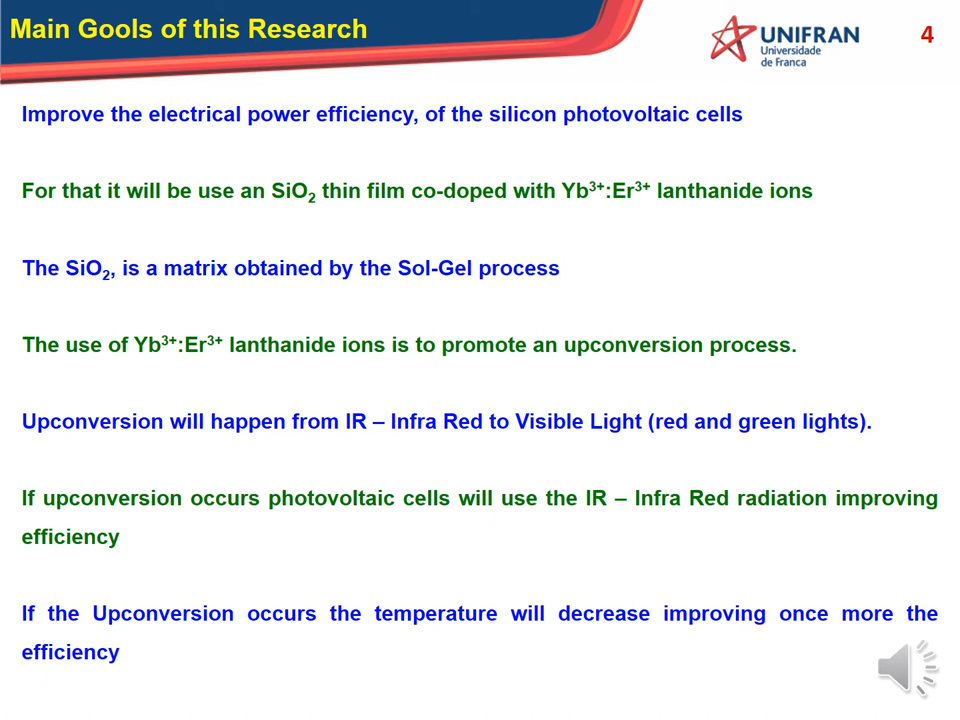 Main Gools of this Research
UNIFRAN
Universidade
de Franca
4
Improve the electrical power efficiency, of the silicon photovoltaic cells
For that it will be use an SiO₂ thin film co-doped with Yb³⁺:Er³⁺ lanthanide ions
The SiO₂, is a matrix obtained by the Sol-Gel process
The use of Yb³⁺:Er³⁺ lanthanide ions is to promote an upconversion process.
Upconversion will happen from IR – Infra Red to Visible Light (red and green lights).
If upconversion occurs photovoltaic cells will use the IR – Infra Red radiation improving
efficiency
If the Upconversion occurs the temperature will decrease improving once more the
efficiency